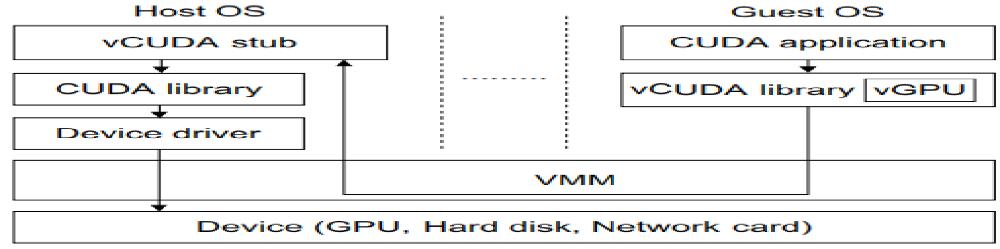 Host OS
vCUDA stub
CUDA library
Device driver
Guest OS
CUDA application
vCUDA library vGPU
VMM
Device (GPU, Hard disk, Network card)